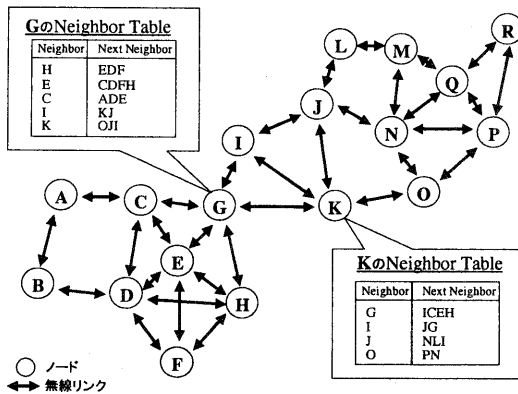 GのNeighbor Table
Neighbor Next Neighbor
H EDF
E CDFH
C ADE
I KJ
K OJI
L
M
R
Q
J
N
P
I
O
A
C
G
K
E
B
D
H
F
KのNeighbor Table
Neighbor Next Neighbor
G ICEH
I JG
J NLI
O PN
ノード
無線リンク